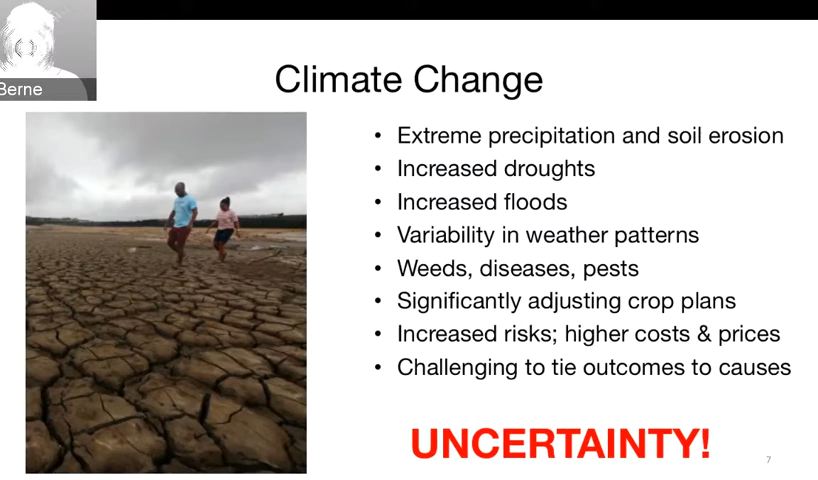 Berne
Climate Change
• Extreme precipitation and soil erosion
• Increased droughts
• Increased floods
• Variability in weather patterns
• Weeds, diseases, pests
• Significantly adjusting crop plans
• Increased risks; higher costs & prices
• Challenging to tie outcomes to causes
UNCERTAINTY!
7